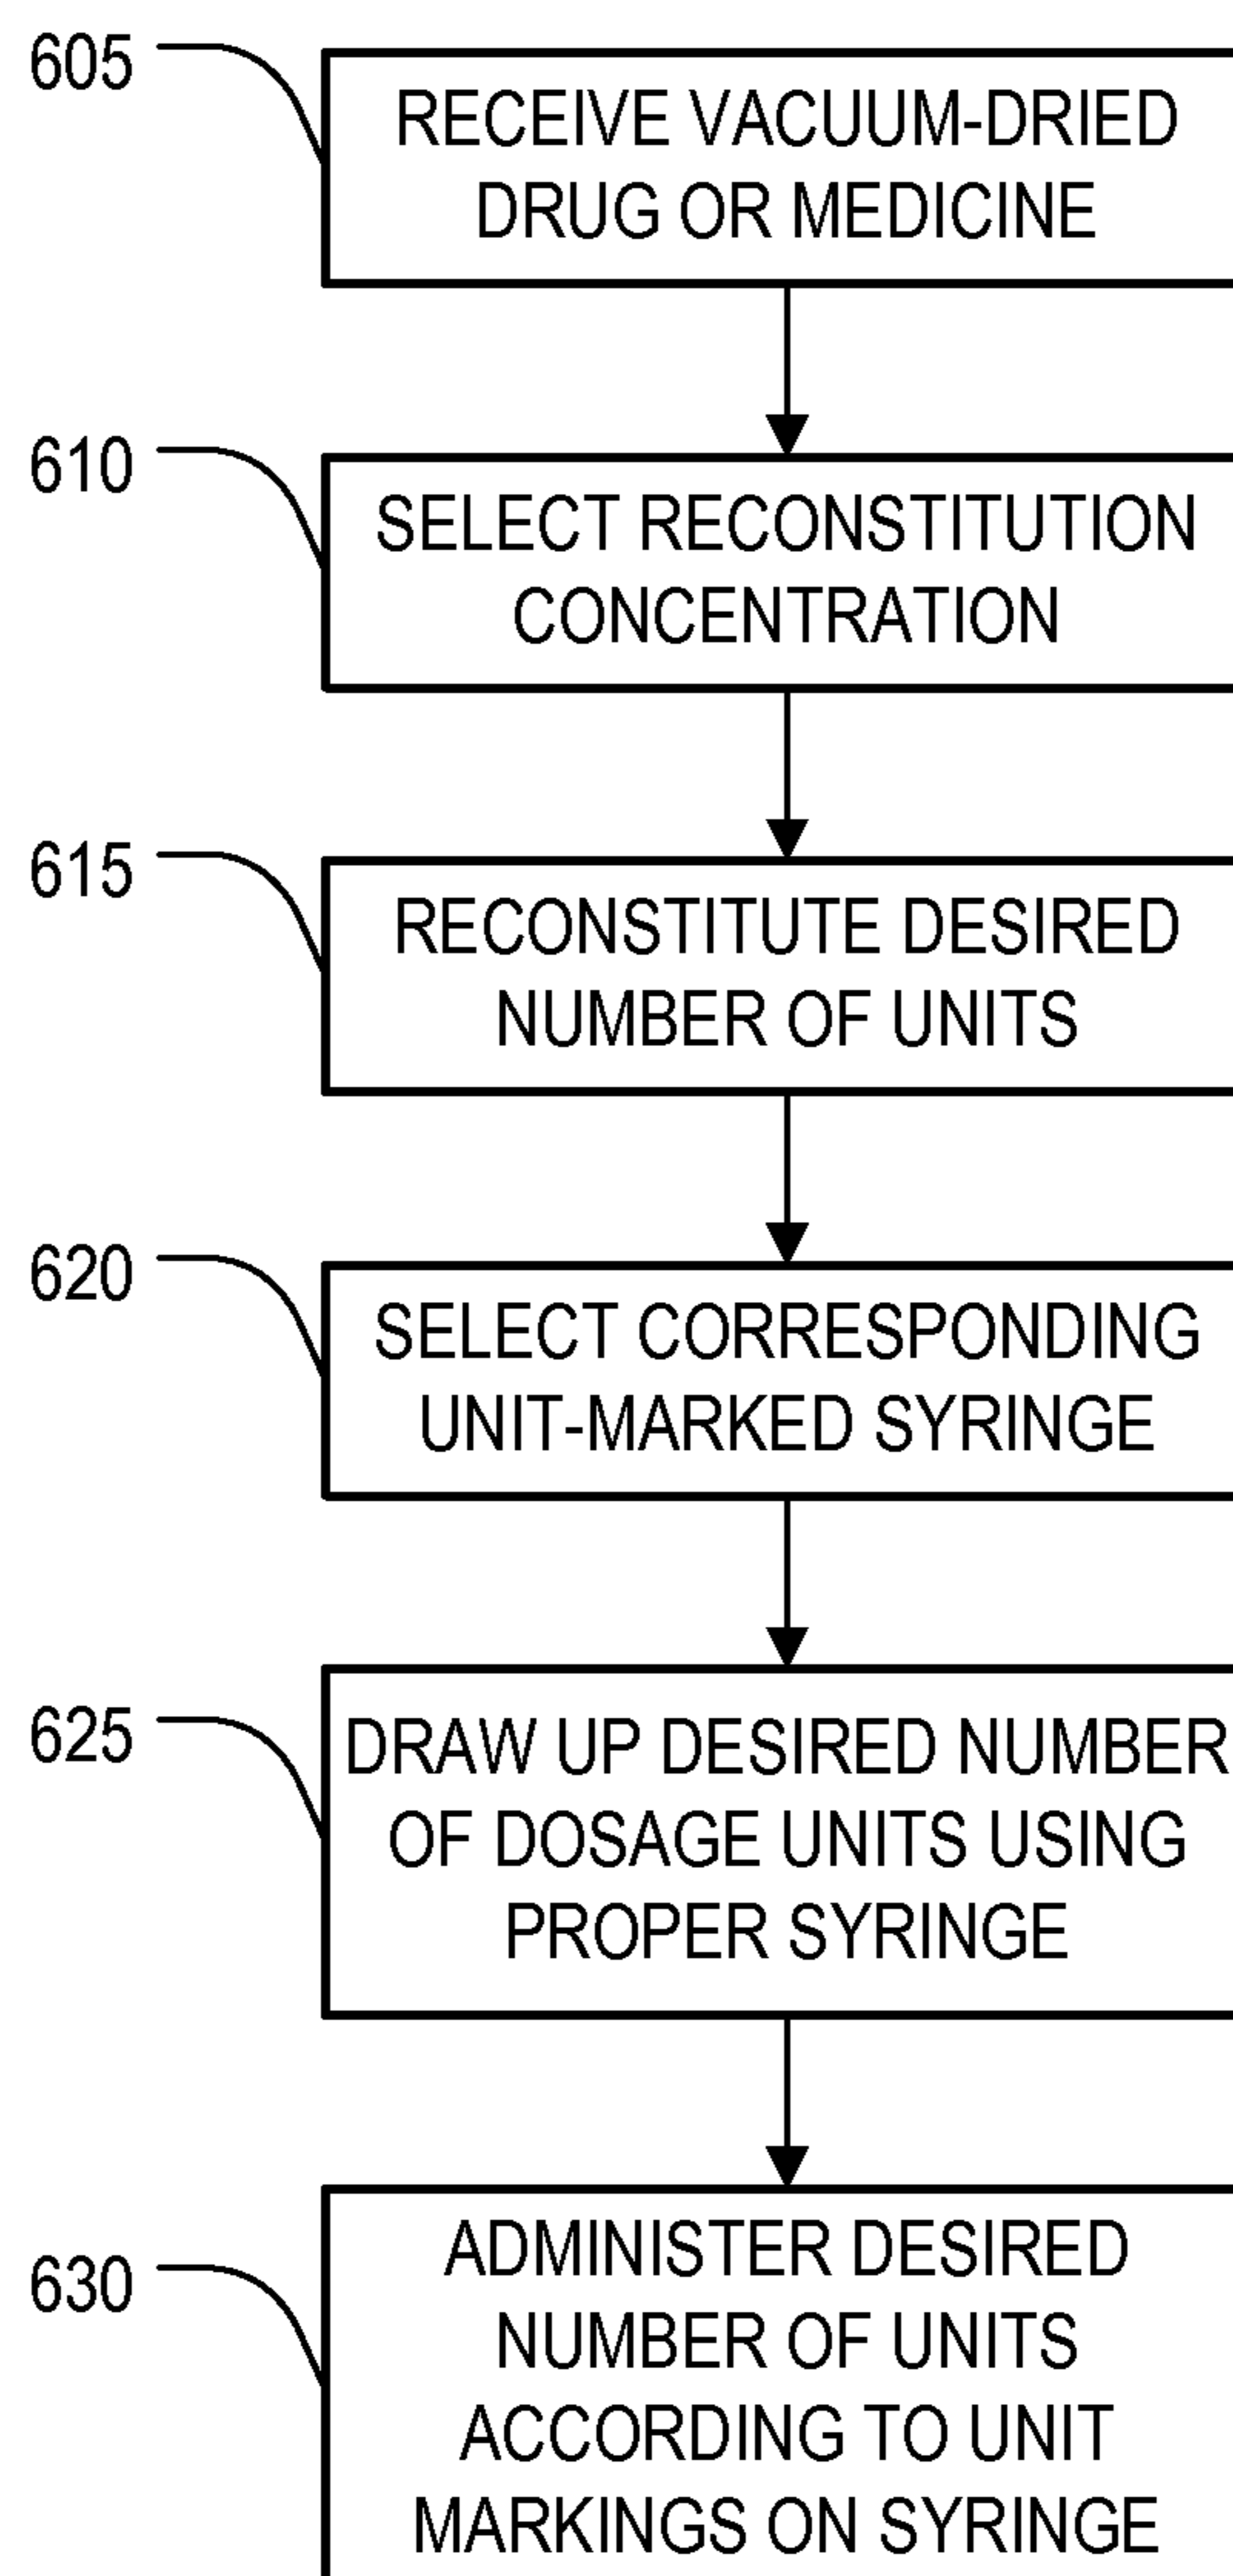 605
RECEIVE VACUUM-DRIED
DRUG OR MEDICINE
610
SELECT RECONSTITUTION
CONCENTRATION
615
RECONSTITUTE DESIRED
NUMBER OF UNITS
620
SELECT CORRESPONDING
UNIT-MARKED SYRINGE
625
DRAW UP DESIRED NUMBER
OF DOSAGE UNITS USING
PROPER SYRINGE
630
ADMINISTER DESIRED
NUMBER OF UNITS
ACCORDING TO UNIT
MARKINGS ON SYRINGE